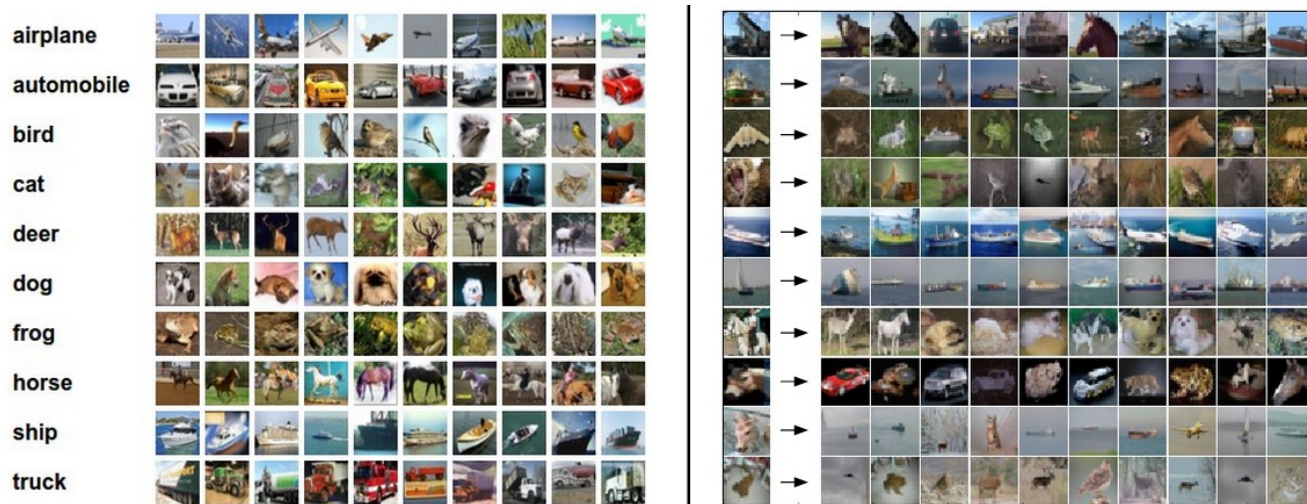 airplane
automobile
bird
cat
deer
dog
frog
horse
ship
truck